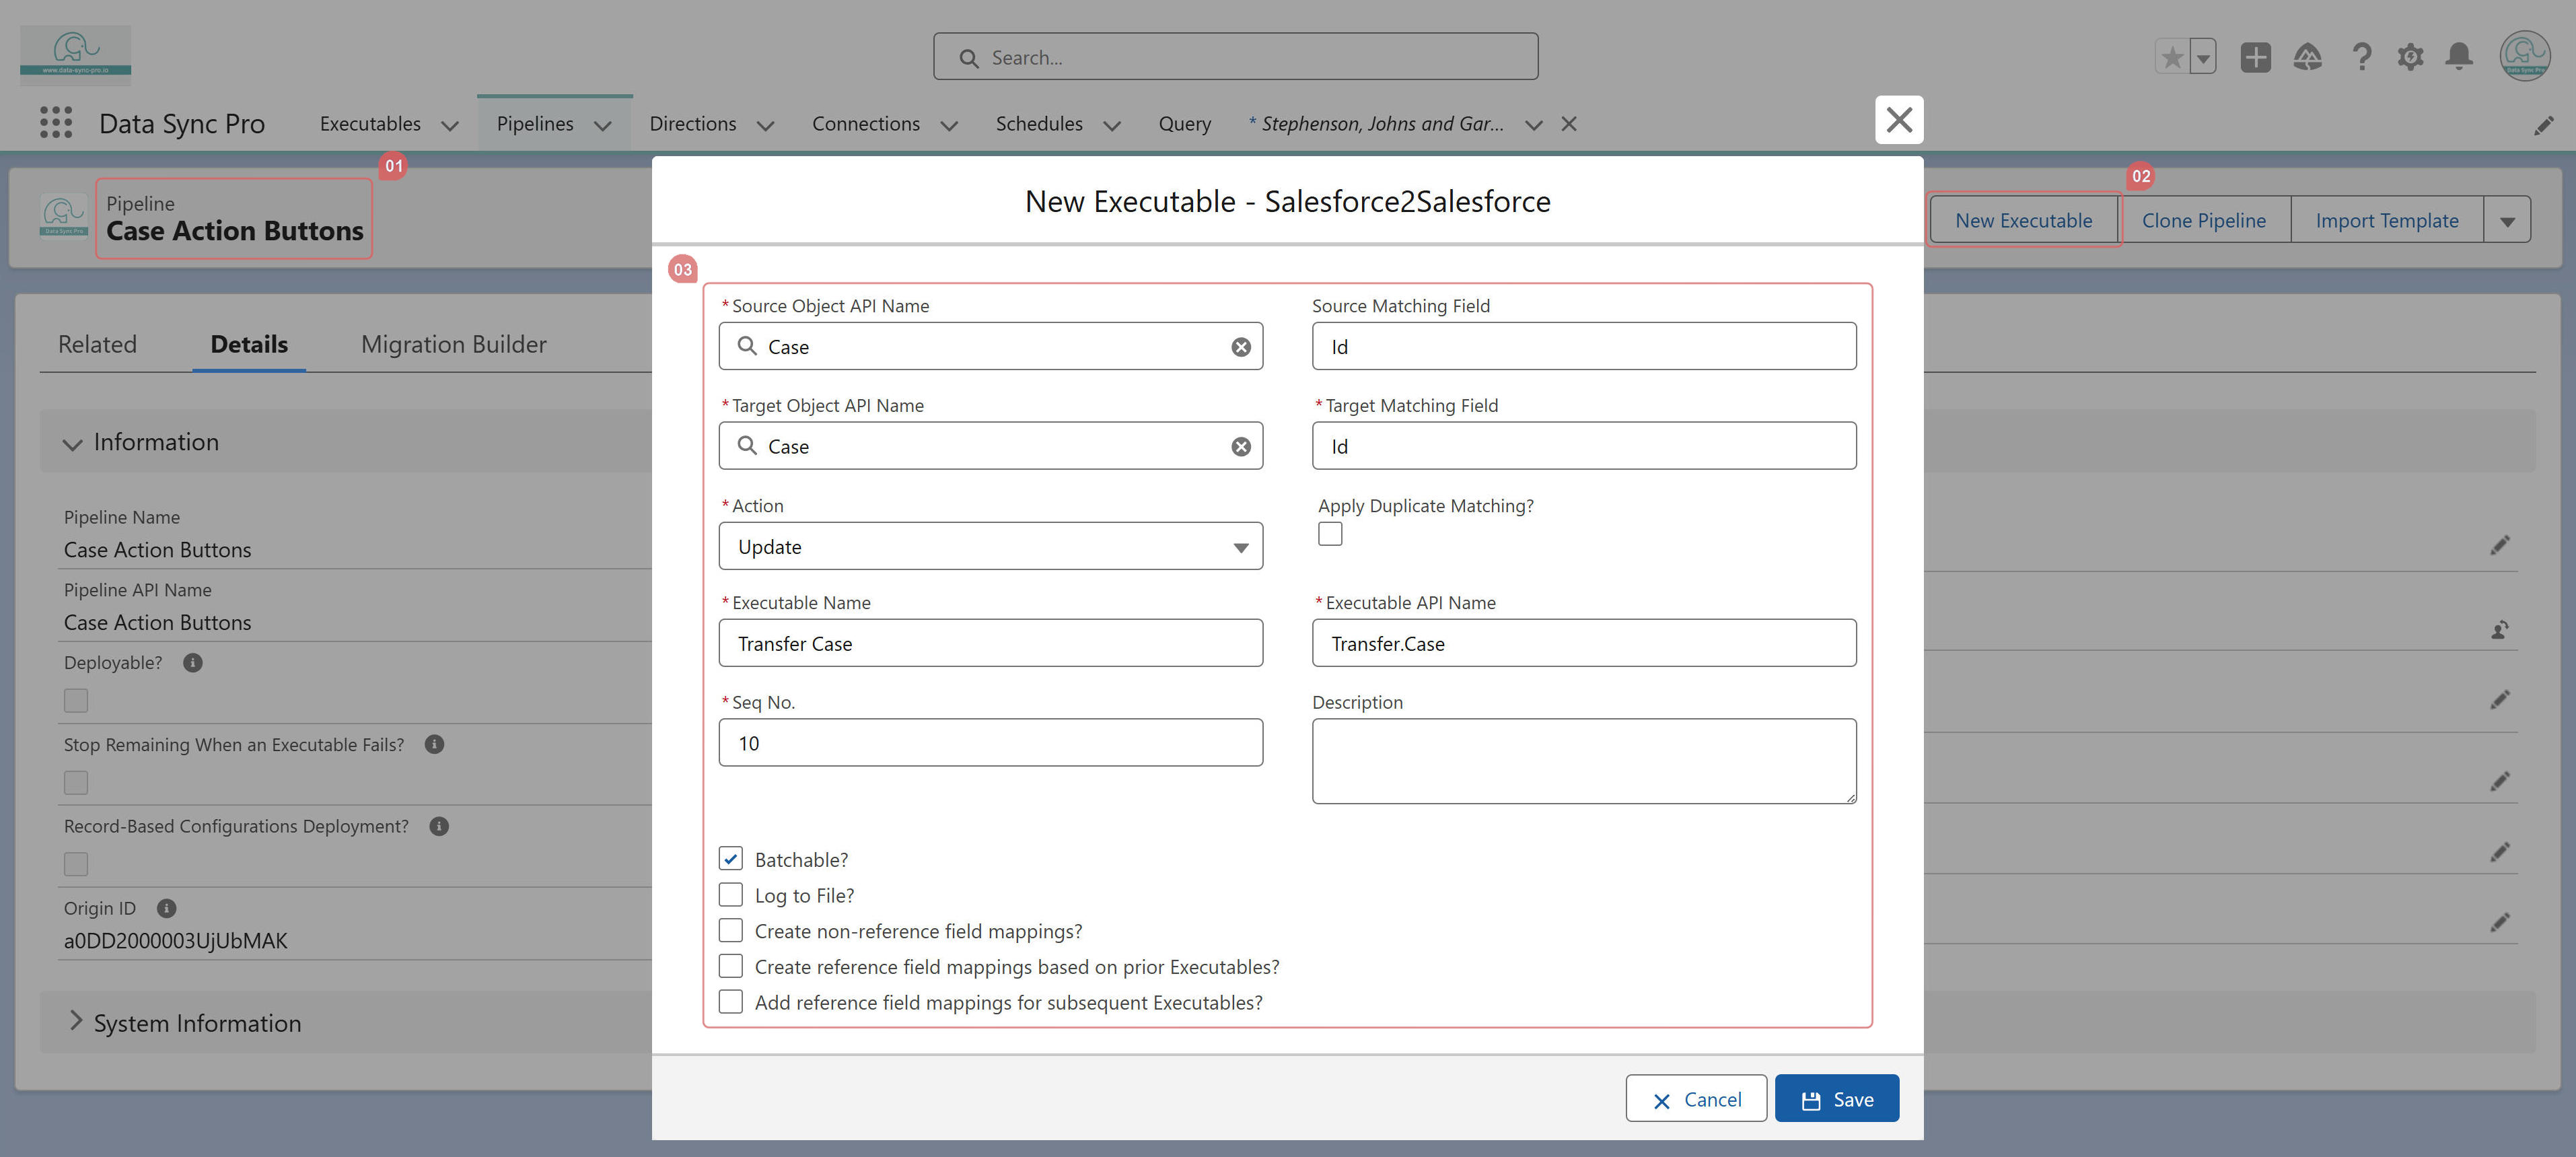 www.data-sync-pro.io
Search...
Data Sync Pro
Executables
Pipelines
Directions
Connections
Schedules
Query
* Stephenson, Johns and Gar...
01
Pipeline
Case Action Buttons
Data Sync Pro
02
New Executable
Clone Pipeline
Import Template
Related
Details
Migration Builder
Information
Pipeline Name
Case Action Buttons
Pipeline API Name
Case Action Buttons
Deployable?
Stop Remaining When an Executable Fails?
Record-Based Configurations Deployment?
Origin ID
a0DD2000003UjUbMAK
System Information
New Executable - Salesforce2Salesforce
03
* Source Object API Name
Case
Source Matching Field
Id
* Target Object API Name
Case
* Target Matching Field
Id
* Action
Update
Apply Duplicate Matching?
* Executable Name
Transfer Case
* Executable API Name
Transfer.Case
* Seq No.
10
Description
Batchable?
Log to File?
Create non-reference field mappings?
Create reference field mappings based on prior Executables?
Add reference field mappings for subsequent Executables?
Cancel
Save